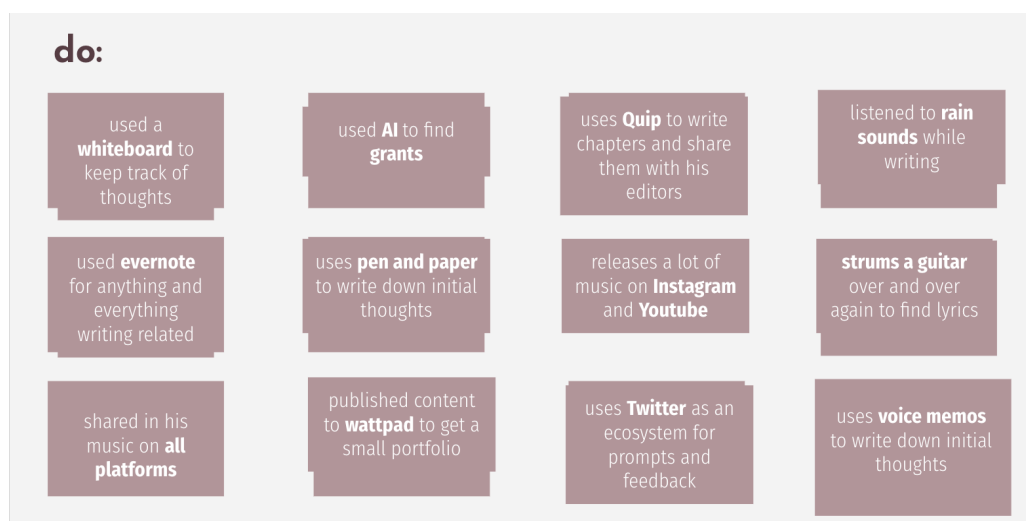 do:
used a
whiteboard to
keep track of
thoughts
used AI to find
grants
uses Quip to write
chapters and share
them with his
editors
listened to rain
sounds while
writing
used evernote
for anything and
everything
writing related
uses pen and paper
to write down initial
thoughts
releases a lot of
music on Instagram
and Youtube
strums a guitar
over and over
again to find lyrics
shared in his
music on all
platforms
published content
to wattpad to get a
small portfolio
uses Twitter as an
ecosystem for
prompts and
feedback
uses voice memos
to write down initial
thoughts